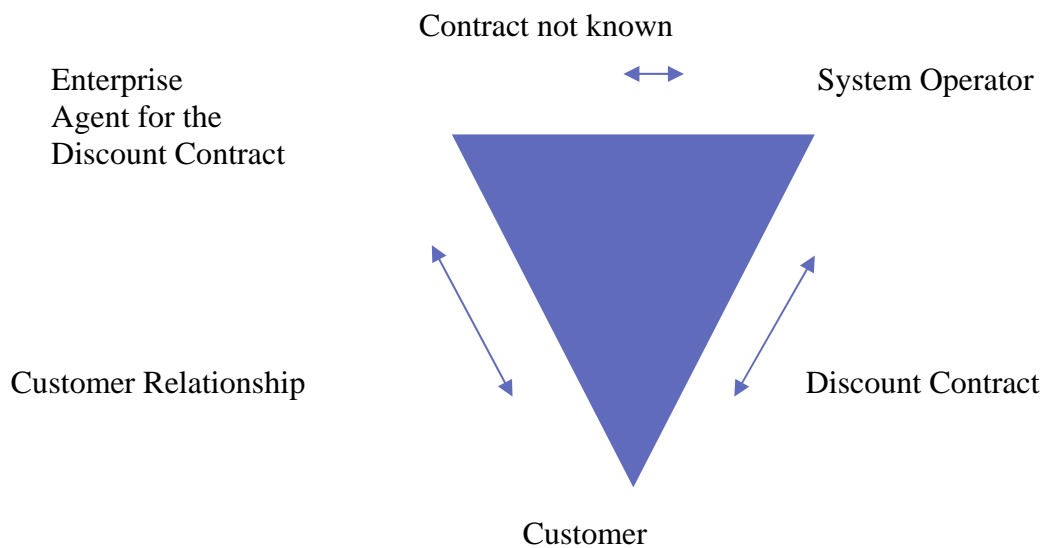 Contract not known
Enterprise
Agent for the
Discount Contract
System Operator
Customer Relationship
Discount Contract
Customer